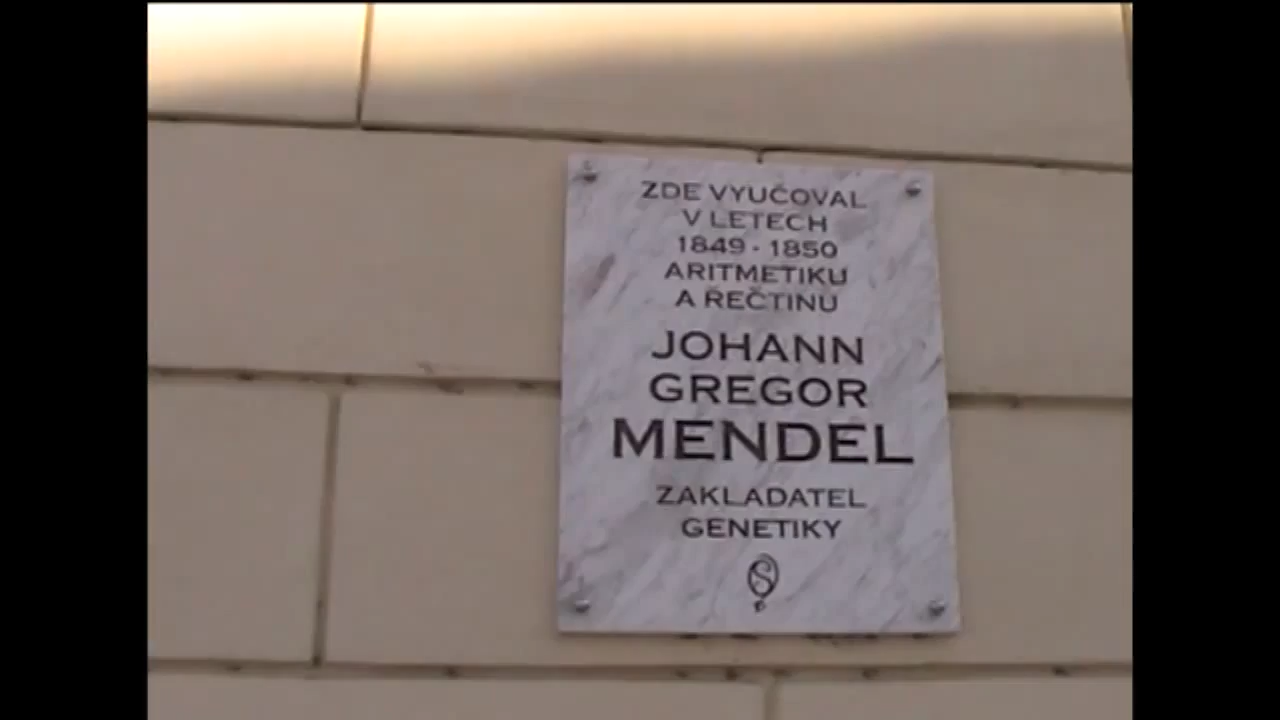 ZDE VYUČOVAL
V LETECH
1849 - 1850
ARITMETIKU
A ŘEČTINU
JOHANN
GREGOR
MENDEL
ZAKLADATEL
GENETIKY